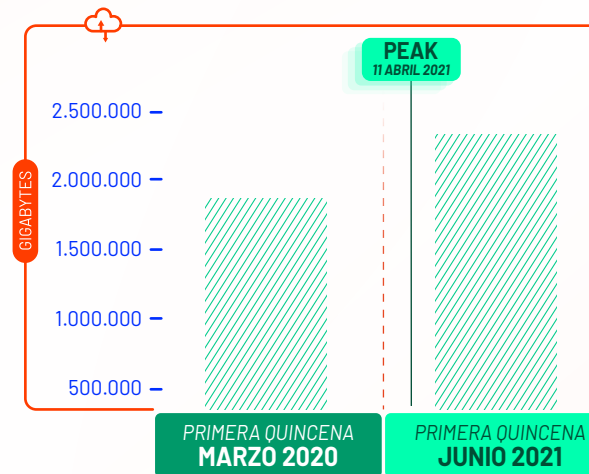 PEAK
11 ABRIL 2021
2.500.000
2.000.000
1.500.000
1.000.000
500.000
GIGABYTES
PRIMERA QUINCENA
MARZO 2020
PRIMERA QUINCENA
JUNIO 2021